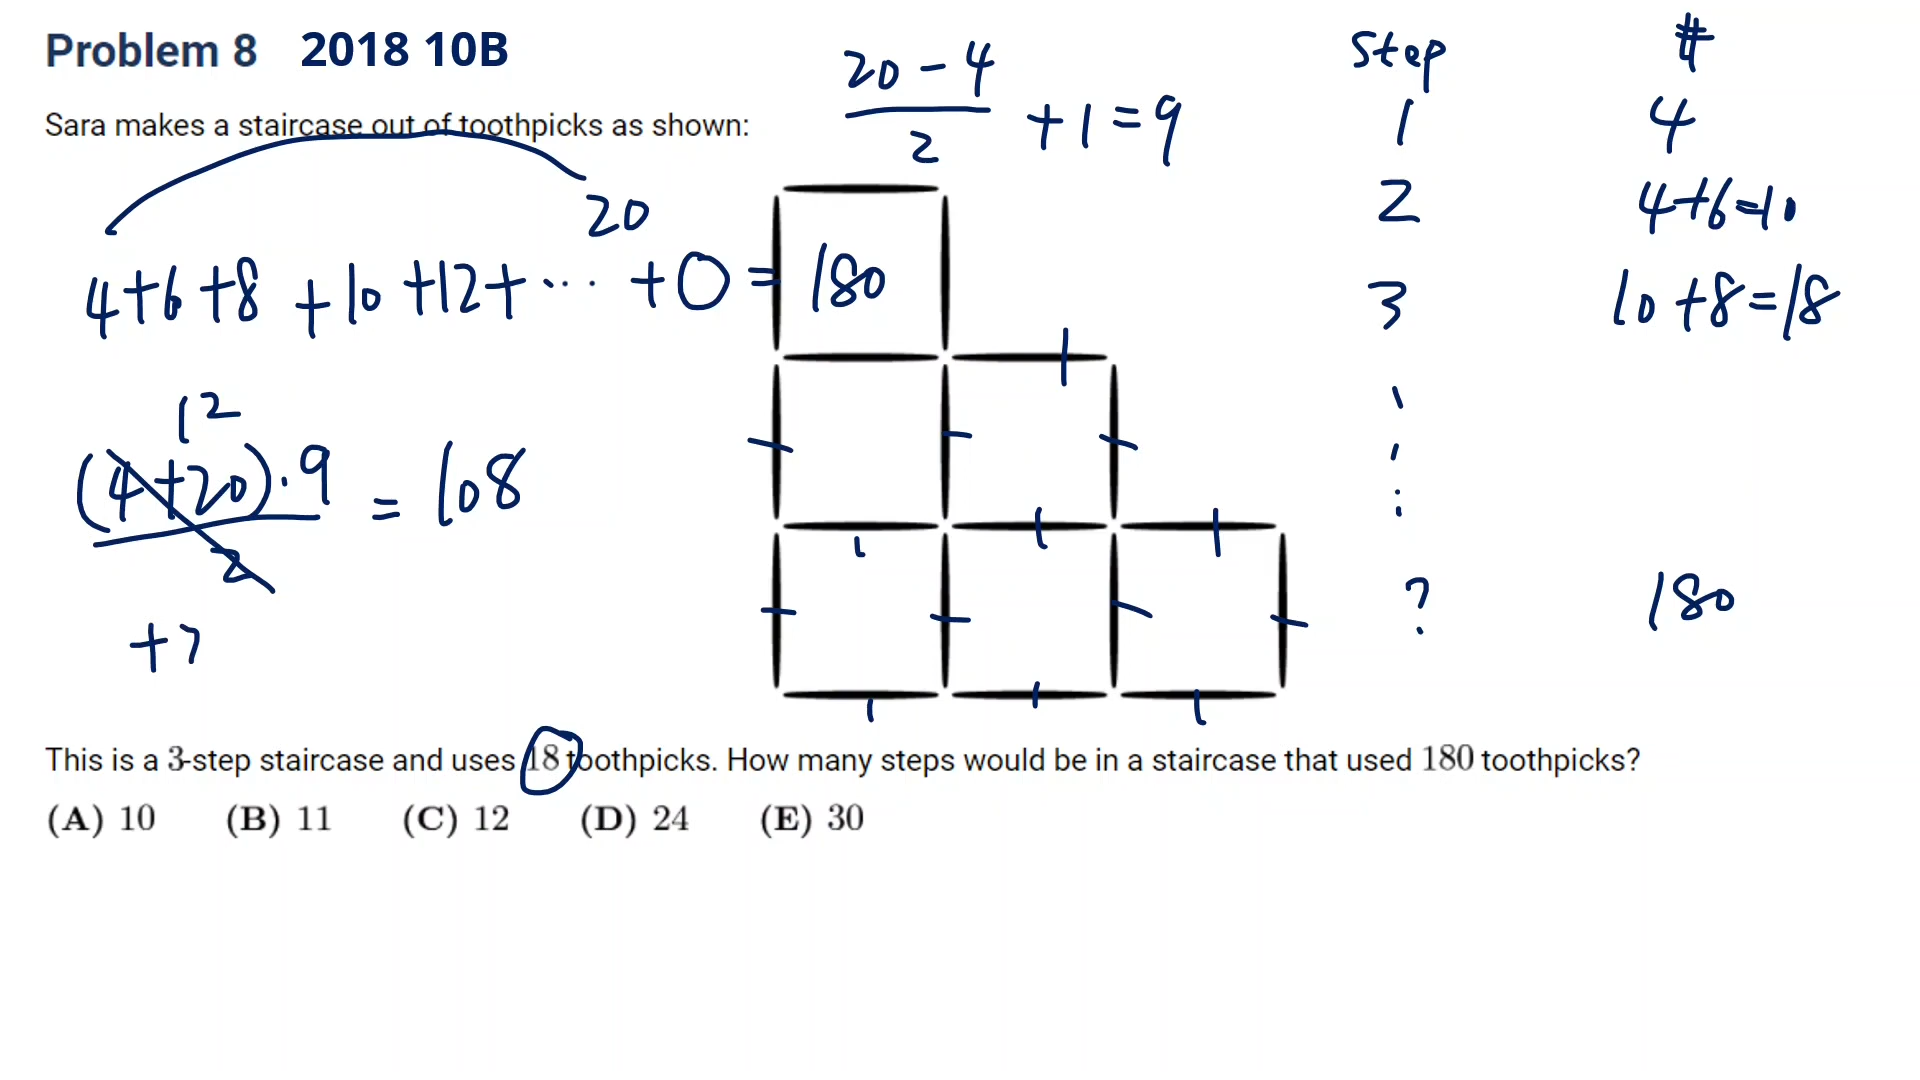 Problem 8 2018 10B
Sara makes a staircase out of toothpicks as shown:
20 - 4
2
+ 1 = 9
Step #
1 4
2 4+6=10
3 10+8=18
? 180
20
4+6+8+10+12+...+0=180
12
(4+20)·9
2
= 108
This is a 3-step staircase and uses 18 toothpicks. How many steps would be in a staircase that used 180 toothpicks?
(A) 10 (B) 11 (C) 12 (D) 24 (E) 30